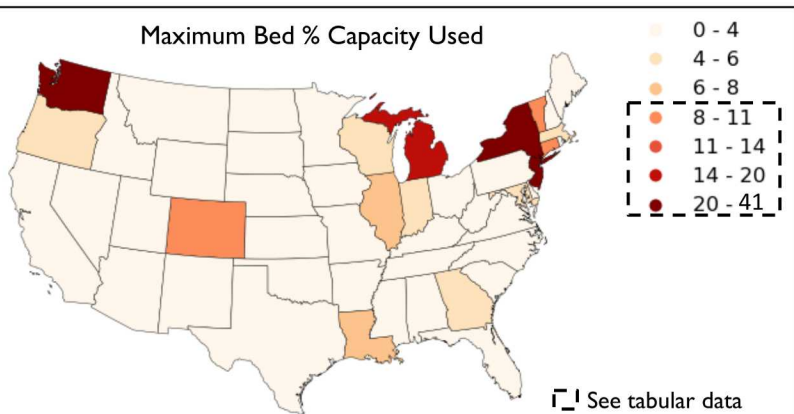 Maximum Bed % Capacity Used
0 - 4
4 - 6
6 - 8
8 - 11
11 - 14
14 - 20
20 - 41
See tabular data